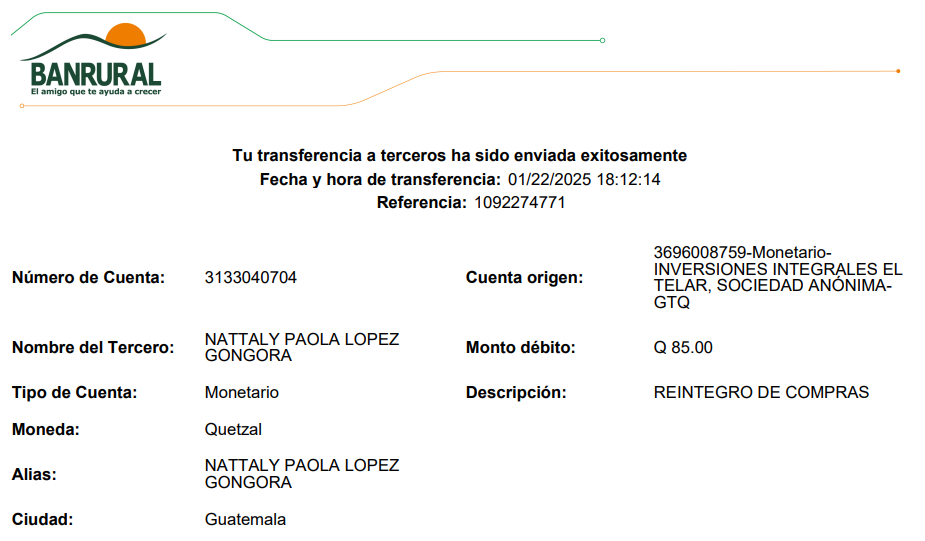 BANRURAL
El amigo que te ayuda a crecer
Tu transferencia a terceros ha sido enviada exitosamente
Fecha y hora de transferencia: 01/22/2025 18:12:14
Referencia: 1092274771
Número de Cuenta: 3133040704
Cuenta origen: 3696008759-Monetario-
INVERSIONES INTEGRALES EL
TELAR, SOCIEDAD ANÓNIMA-
GTQ
Nombre del Tercero: NATTALY PAOLA LOPEZ
GONGORA
Monto débito: Q 85.00
Tipo de Cuenta: Monetario
Descripción: REINTEGRO DE COMPRAS
Moneda: Quetzal
Alias: NATTALY PAOLA LOPEZ
GONGORA
Ciudad: Guatemala